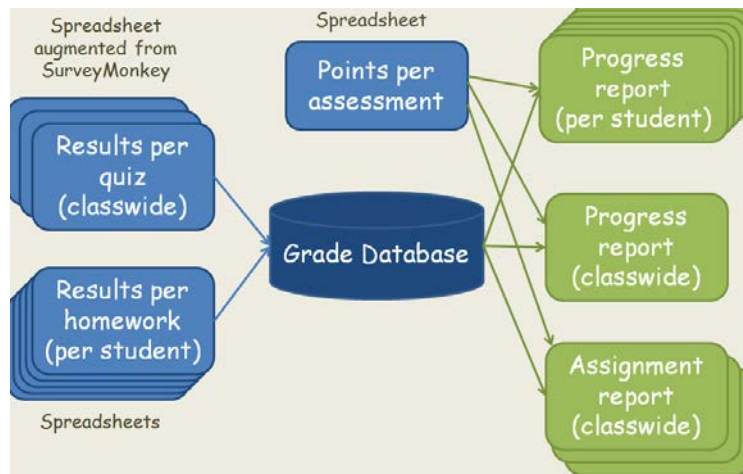 Spreadsheet
augmented from
SurveyMonkey
Results per
quiz
(classwide)
Results per
homework
(per student)
Spreadsheets
Spreadsheet
Points per
assessment
Grade Database
Progress
report
(per student)
Progress
report
(classwide)
Assignment
report
(classwide)